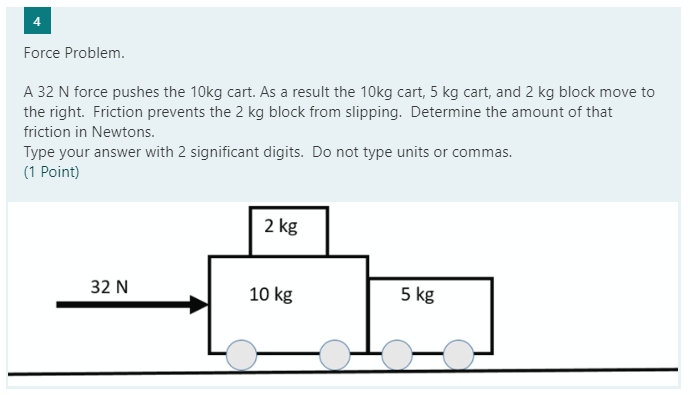 4
Force Problem.
A 32 N force pushes the 10kg cart. As a result the 10kg cart, 5 kg cart, and 2 kg block move to
the right. Friction prevents the 2 kg block from slipping. Determine the amount of that
friction in Newtons.
Type your answer with 2 significant digits. Do not type units or commas.
(1 Point)
2 kg
32 N
10 kg
5 kg